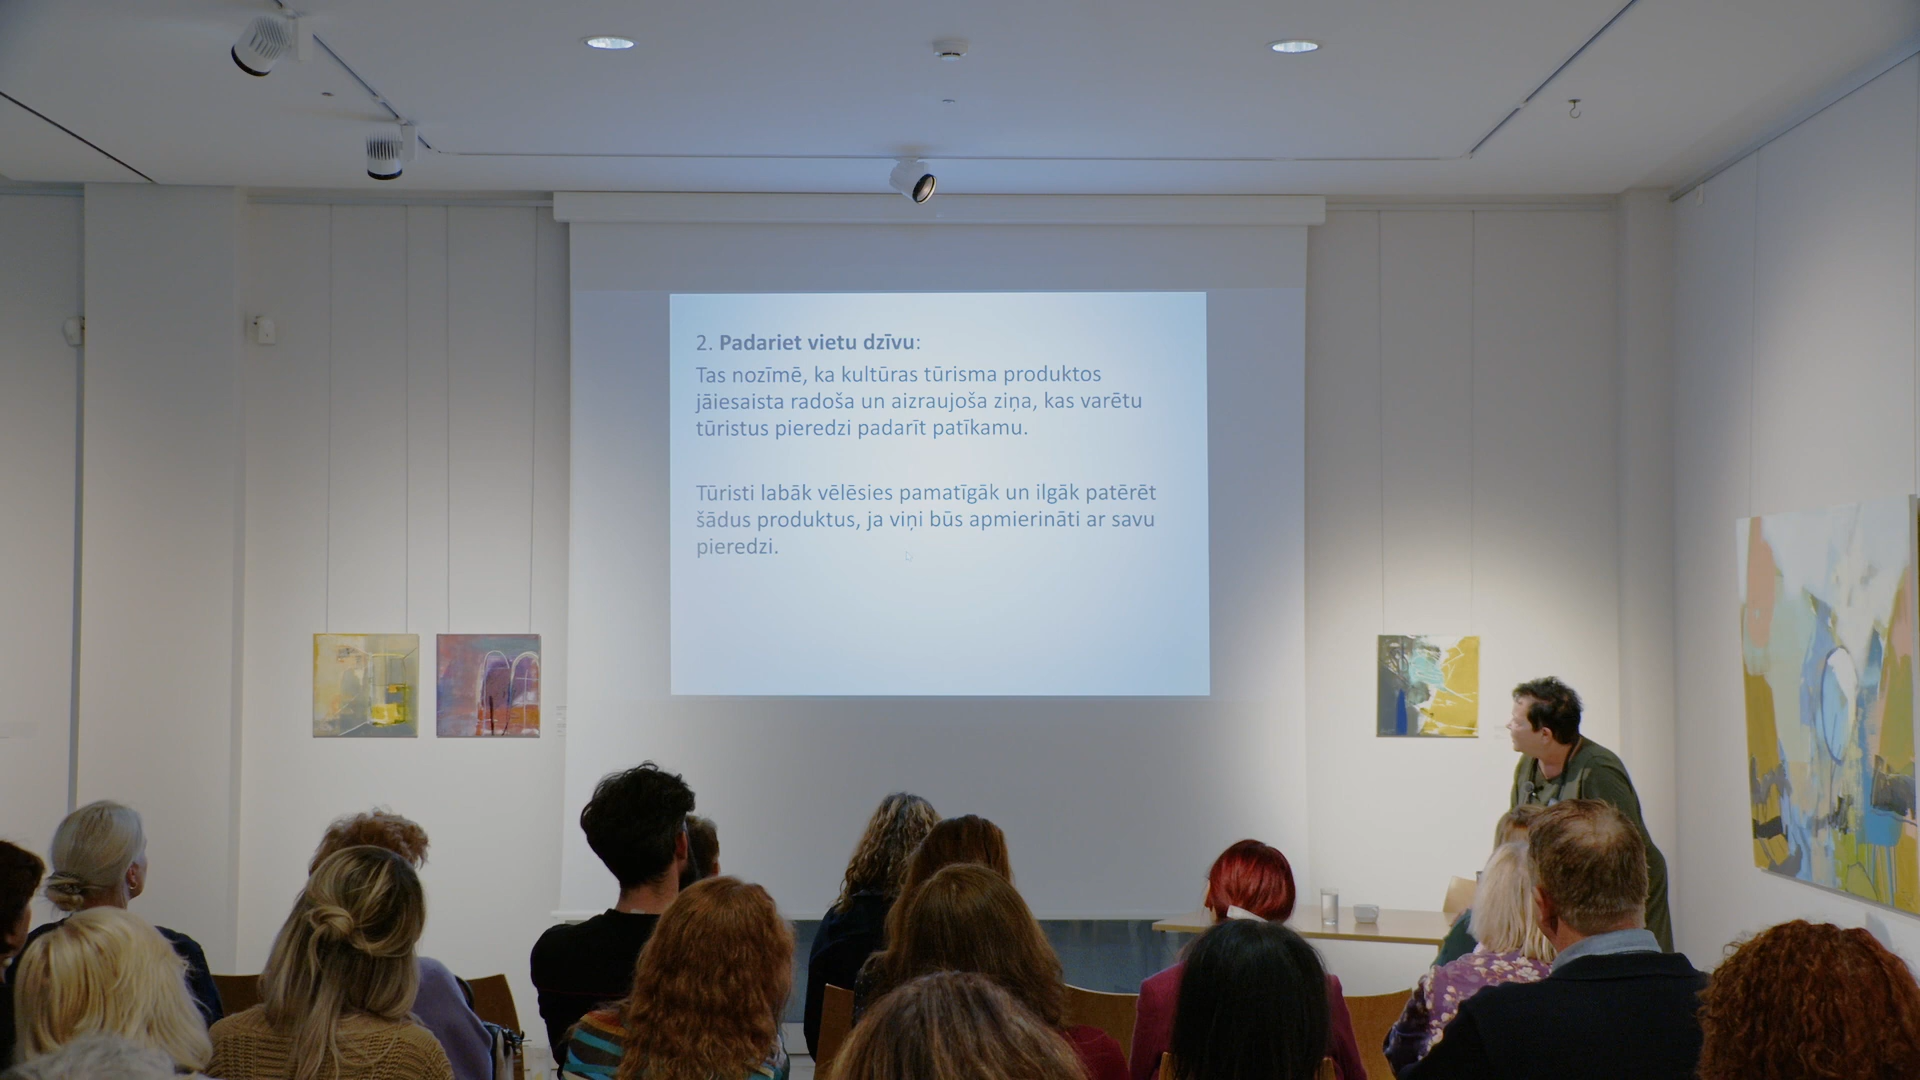 2. Padariet vietu dzīvu:
Tas nozīmē, ka kultūras tūrisma produktos
jāiesaista radoša un aizraujoša ziņa, kas varētu
tūristus pieredzi padarīt patīkamu.
Tūristi labāk vēlēsies pamatīgāk un ilgāk patērēt
šādus produktus, ja viņi būs apmierināti ar savu
pieredzi.